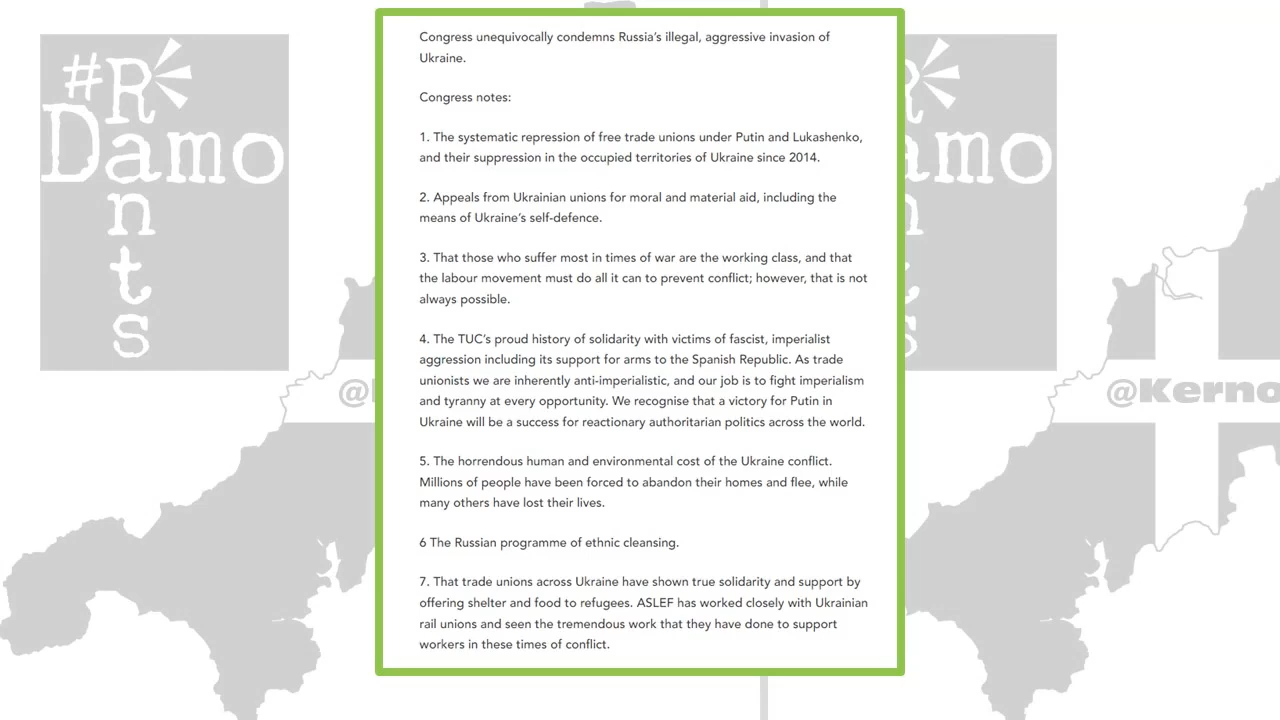 #R
Damo
n
t
s
Congress unequivocally condemns Russia's illegal, aggressive invasion of
Ukraine.
Congress notes:
1. The systematic repression of free trade unions under Putin and Lukashenko,
and their suppression in the occupied territories of Ukraine since 2014.
2. Appeals from Ukrainian unions for moral and material aid, including the
means of Ukraine's self-defence.
3. That those who suffer most in times of war are the working class, and that
the labour movement must do all it can to prevent conflict; however, that is not
always possible.
4. The TUC's proud history of solidarity with victims of fascist, imperialist
aggression including its support for arms to the Spanish Republic. As trade
unionists we are inherently anti-imperialistic, and our job is to fight imperialism
and tyranny at every opportunity. We recognise that a victory for Putin in
Ukraine will be a success for reactionary authoritarian politics across the world.
5. The horrendous human and environmental cost of the Ukraine conflict.
Millions of people have been forced to abandon their homes and flee, while
many others have lost their lives.
6 The Russian programme of ethnic cleansing.
7. That trade unions across Ukraine have shown true solidarity and support by
offering shelter and food to refugees. ASLEF has worked closely with Ukrainian
rail unions and seen the tremendous work that they have done to support
workers in these times of conflict.
R
amo
n
t
s
@Kerno